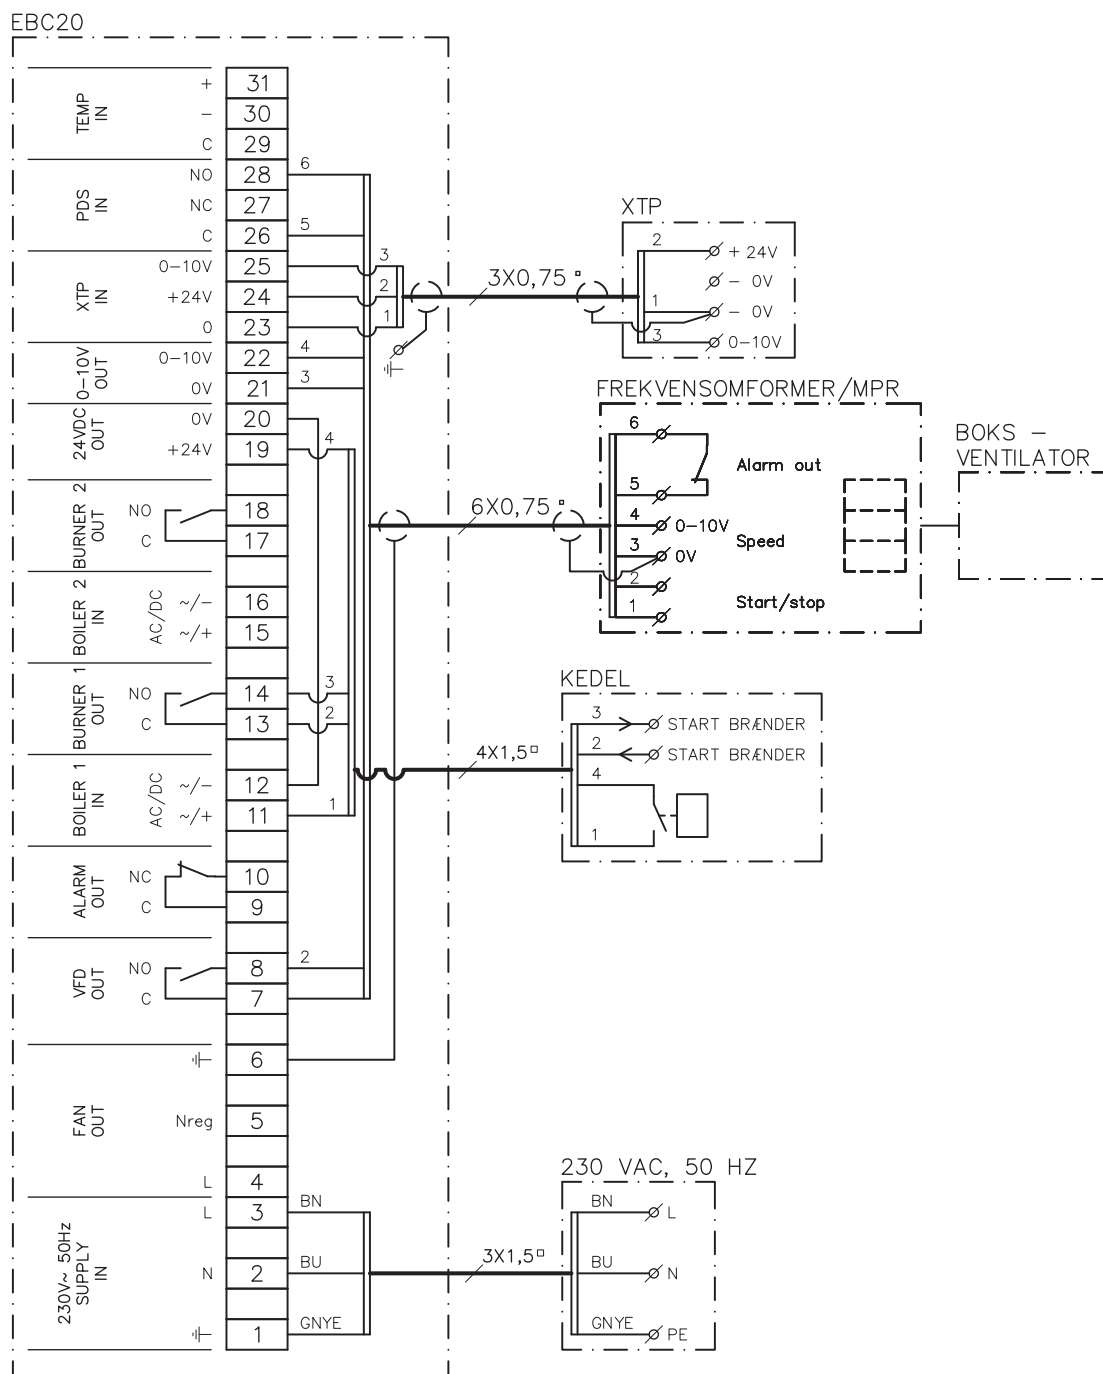 EBC20
TEMP IN
+ 31
- 30
C 29
PDS IN
NO 28 6
NC 27
C 26 5
XTP IN
0-10V 25 3
+24V 24 2
0 23 1
0-10V OUT
0-10V 22 4
0V 21 3
24VDC OUT
0V 20
+24V 19 4
BURNER 2 OUT
NO 18
C 17
BOILER 2 IN
AC/DC
~/- 16
~/+ 15
BURNER 1 OUT
NO 14 3
C 13 2
BOILER 1 IN
AC/DC
~/- 12
~/+ 11 1
ALARM OUT
NC 10
C 9
VFD OUT
NO 8 2
C 7
FAN OUT
6
Nreg 5
L 4
230V~ 50Hz
SUPPLY
IN
L 3 BN
N 2 BU
1 GNYE
3X0,75
XTP
2 + 24V
- 0V
1 - 0V
3 0-10V
6X0,75
FREKVENSOMFORMER/MPR
6
Alarm out
5
4 0-10V
Speed
3 0V
2
Start/stop
1
BOKS -
VENTILATOR
4X1,5
KEDEL
3 START BRÆNDER
2 START BRÆNDER
4
1
3X1,5
230 VAC, 50 HZ
BN L
BU N
GNYE PE